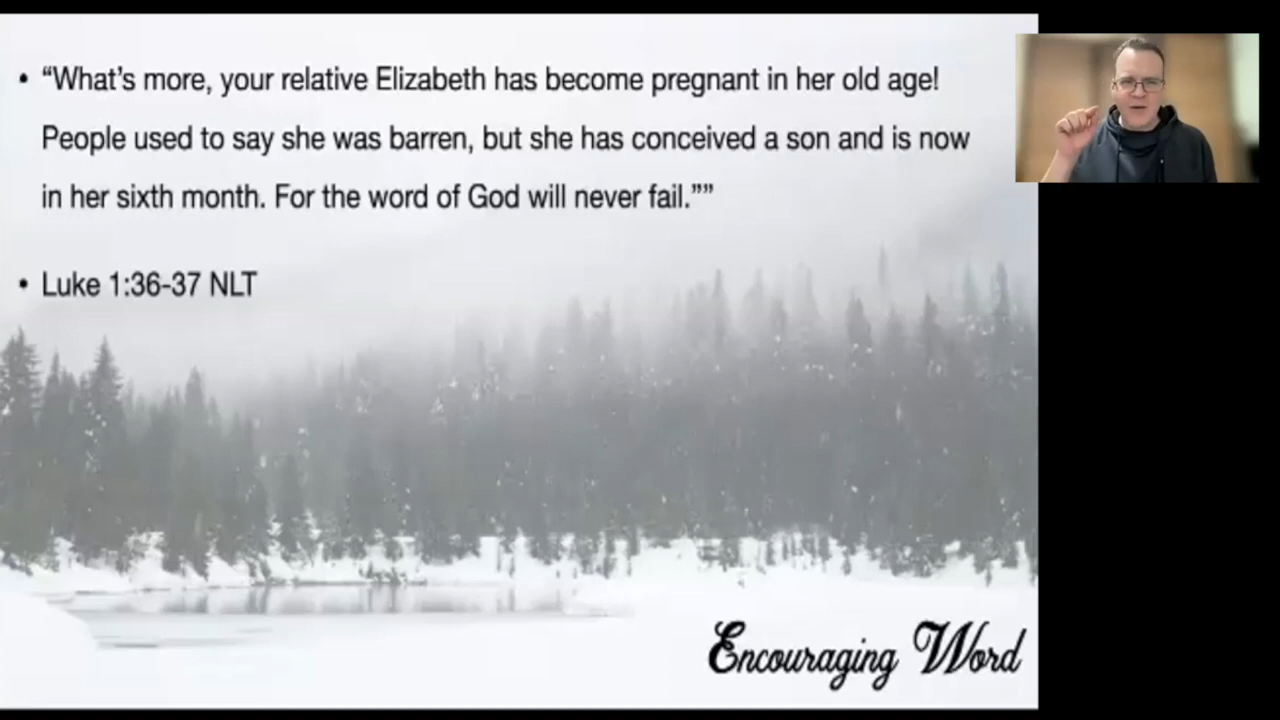 • “What’s more, your relative Elizabeth has become pregnant in her old age!
People used to say she was barren, but she has conceived a son and is now
in her sixth month. For the word of God will never fail.””
• Luke 1:36-37 NLT
Encouraging Word